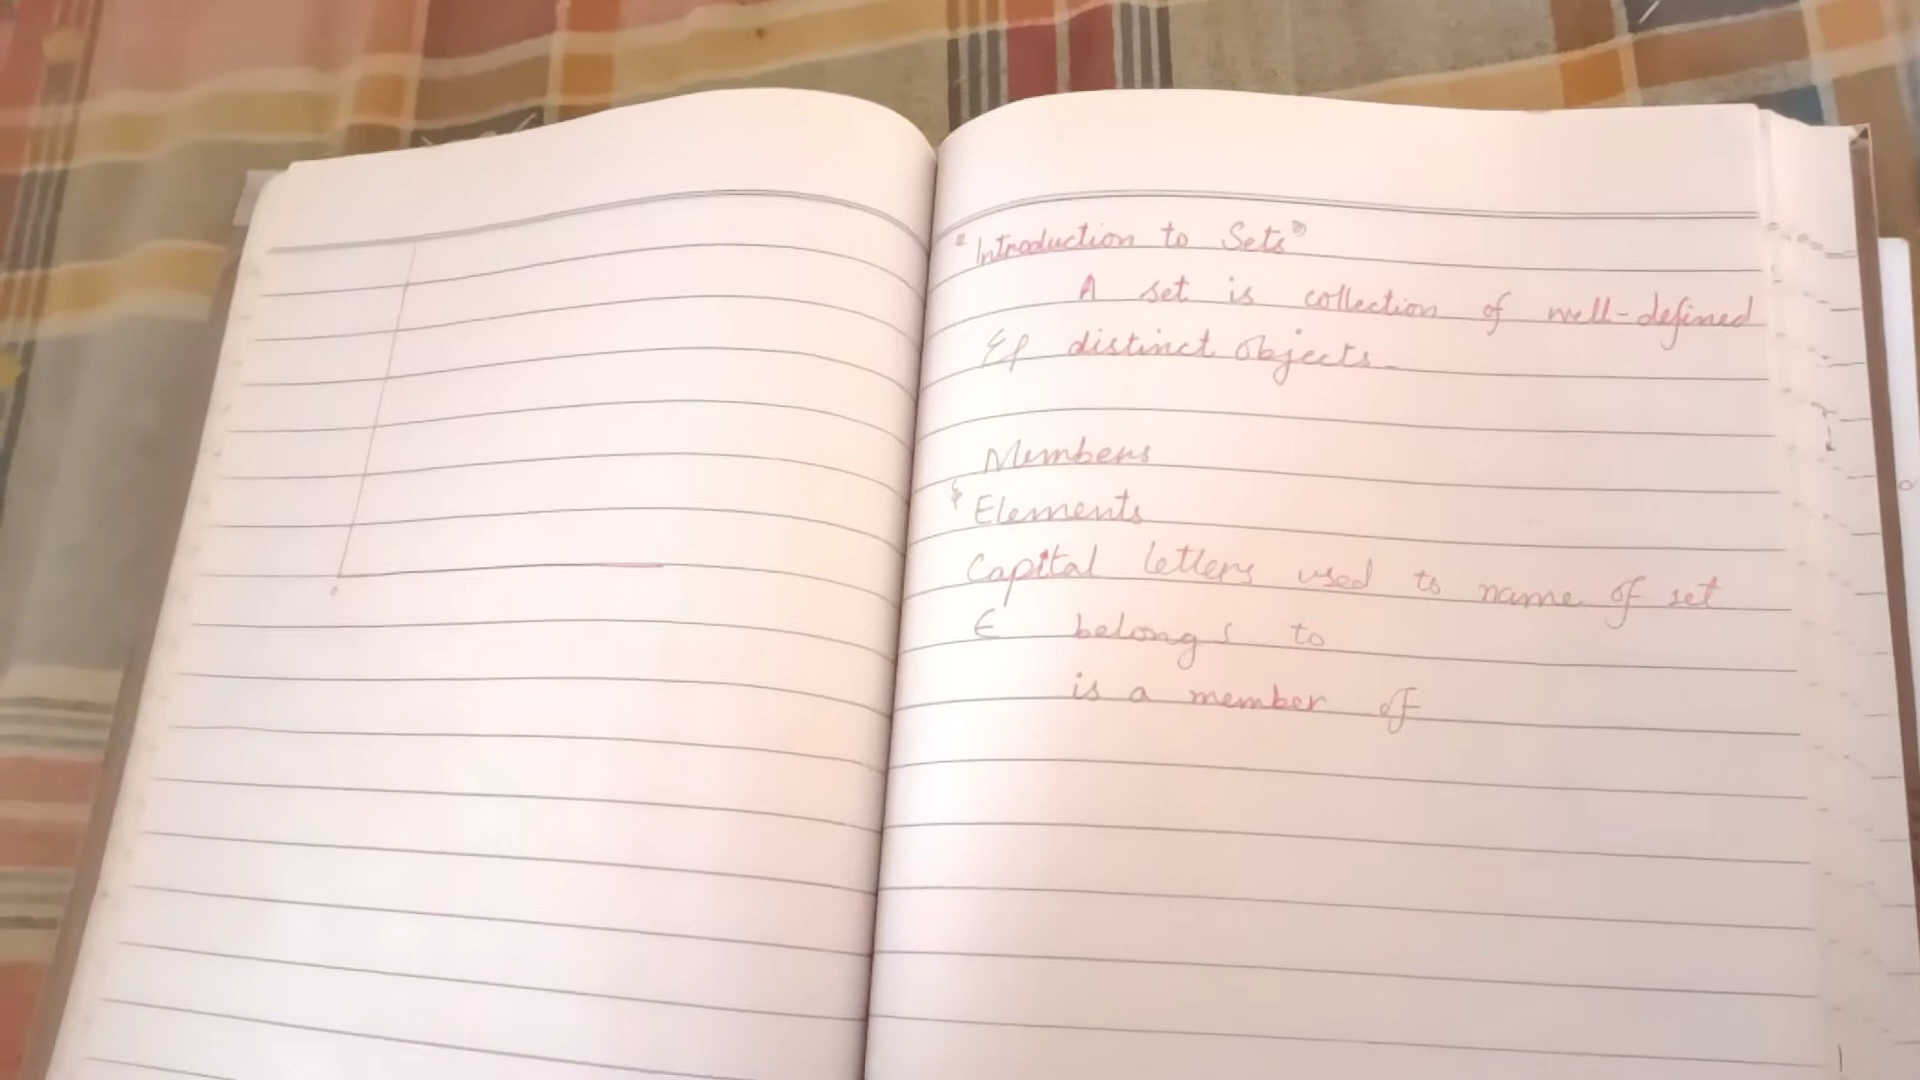 "Introduction to Sets"
A set is collection of well-defined
& distinct objects.
Members
Elements
Capital letters used to name of set
∈ belongs to
is a member of